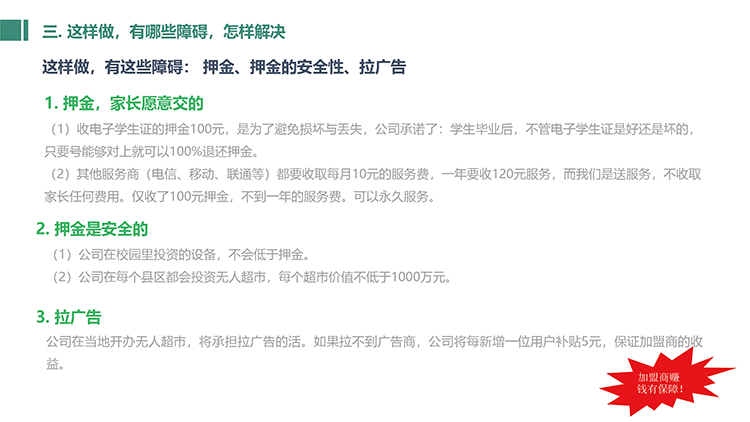 三. 这样做，有哪些障碍，怎样解决
这样做，有这些障碍： 押金、押金的安全性、拉广告
1. 押金，家长愿意交的
（1）收电子学生证的押金100元，是为了避免损坏与丢失，公司承诺了：学生毕业后，不管电子学生证是好还是坏的，
只要号能够对上就可以100%退还押金。
（2）其他服务商（电信、移动、联通等）都要收取每月10元的服务费，一年要收120元服务，而我们是送服务，不收取
家长任何费用。仅收了100元押金，不到一年的服务费。可以永久服务。
2. 押金是安全的
（1）公司在校园里投资的设备，不会低于押金。
（2）公司在每个县区都会投资无人超市，每个超市价值不低于1000万元。
3. 拉广告
公司在当地开办无人超市，将承担拉广告的活。如果拉不到广告商，公司将每新增一位用户补贴5元，保证加盟商的收
益。
加盟商赚
钱有保障！